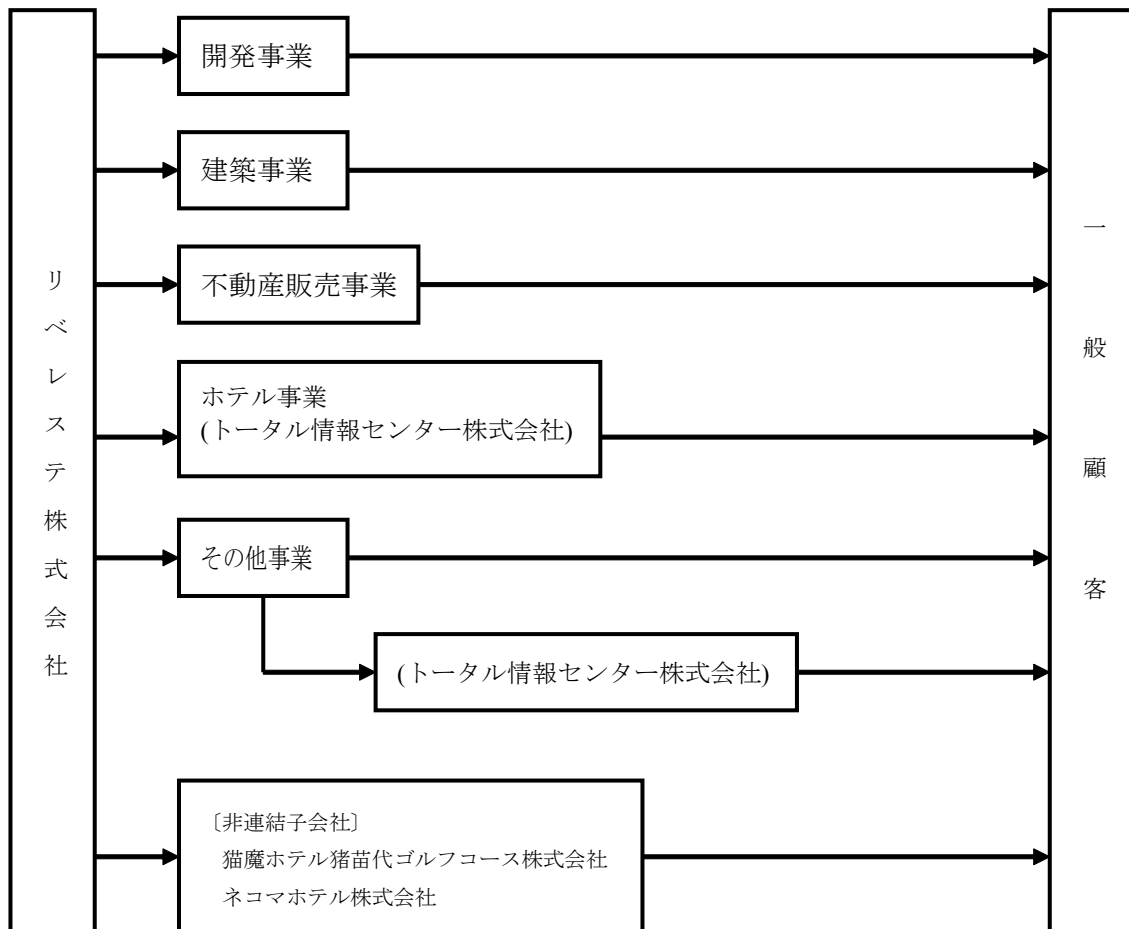 リベレステ株式会社
開発事業
建築事業
不動産販売事業
ホテル事業
(トータル情報センター株式会社)
その他事業
(トータル情報センター株式会社)
〔非連結子会社〕
猫魔ホテル猪苗代ゴルフコース株式会社
ネコマホテル株式会社
一般顧客